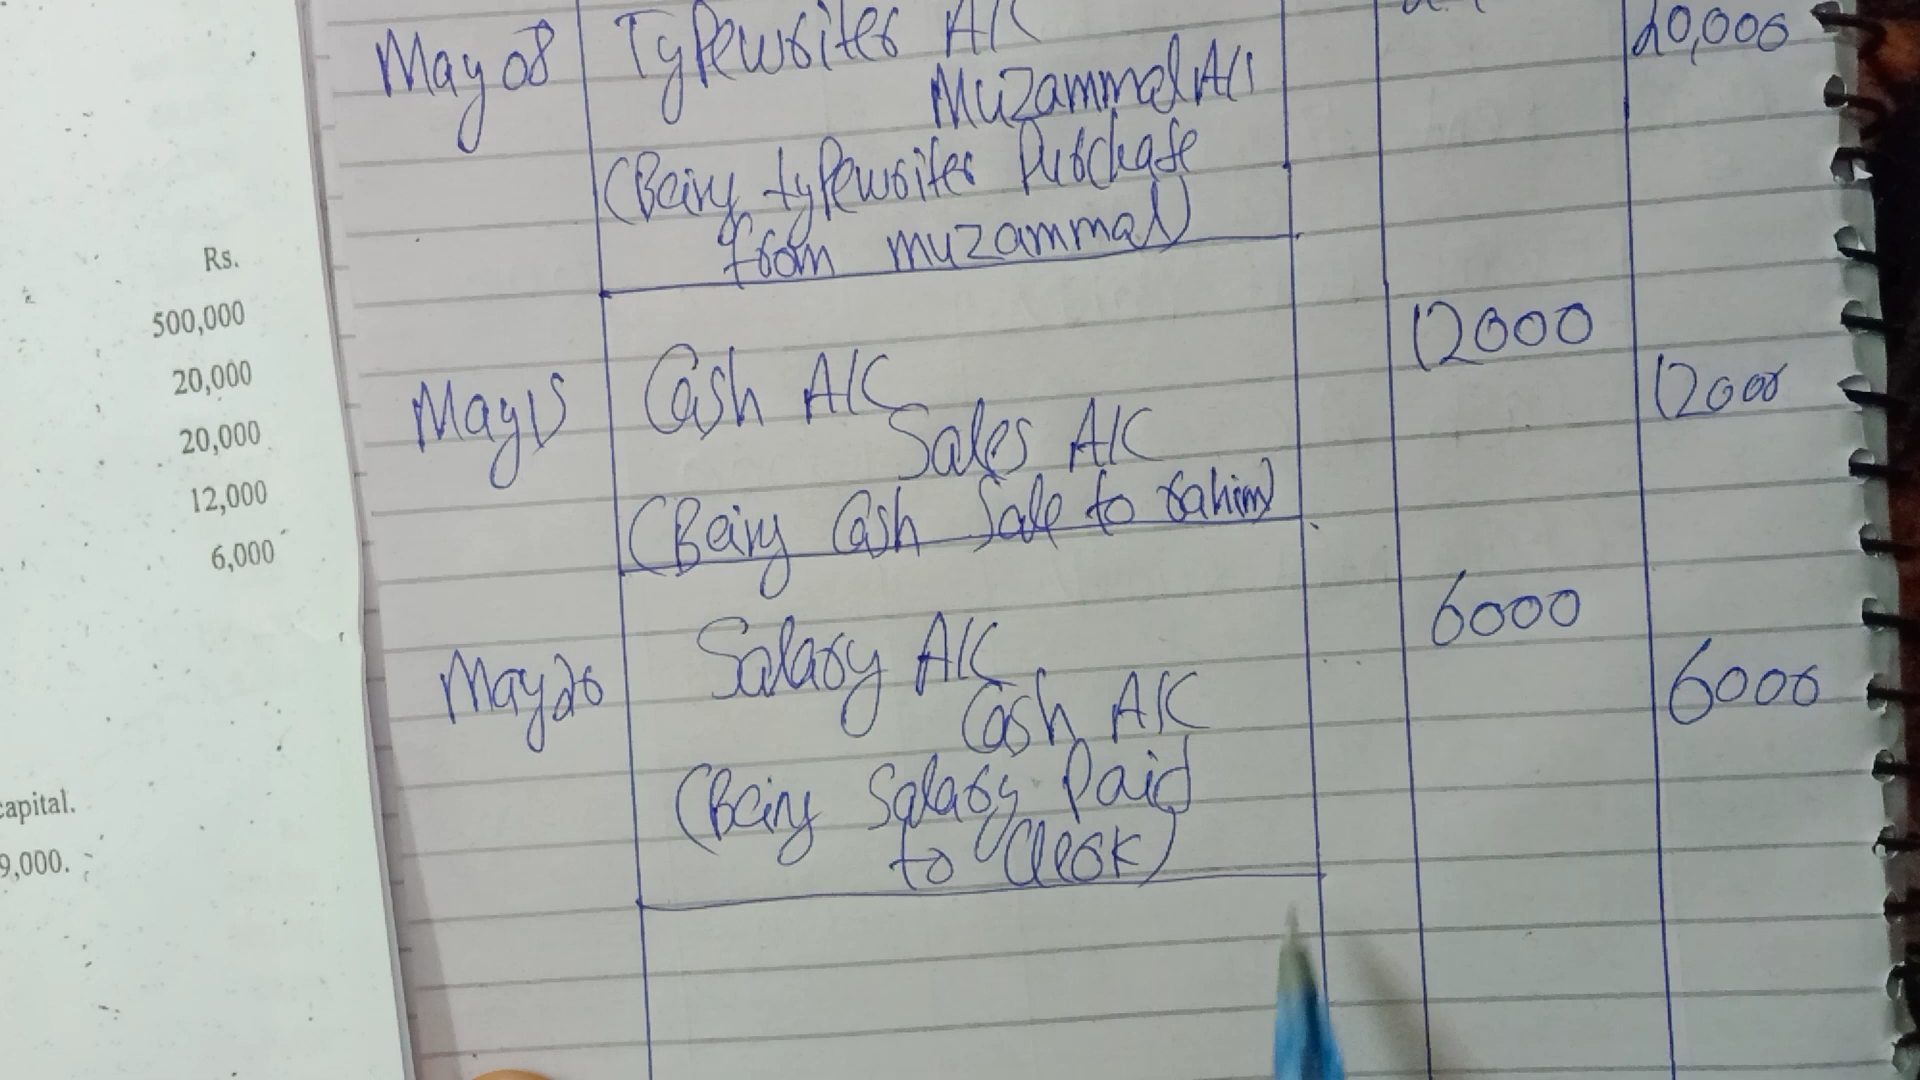 Rs.
500,000
20,000
20,000
12,000
6,000
capital.
9,000.
May 08 Typewriter A/C
20,000
Muzammal A/C
(Being typewriter Purchase
from muzammal)
May 15 Cash A/C 12000
Sales A/C 12000
(Being Cash Sale to rahim)
May 20 Salary A/C 6000
Cash A/C 6000
(Being Salary Paid
to Clerk)